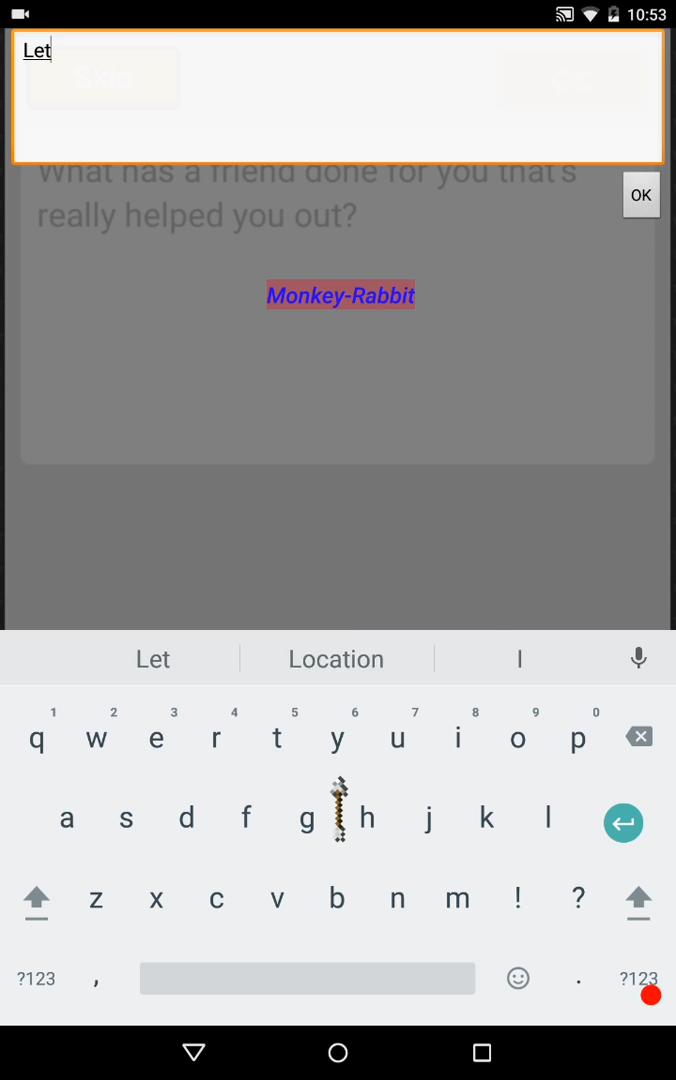 10:53
Let
What has a friend done for you that's
really helped you out?
OK
Monkey-Rabbit
Let Location I
1 2 3 4 5 6 7 8 9 0
q w e r t y u i o p
a s d f g h j k l
z x c v b n m ! ?
?123 , . ?123